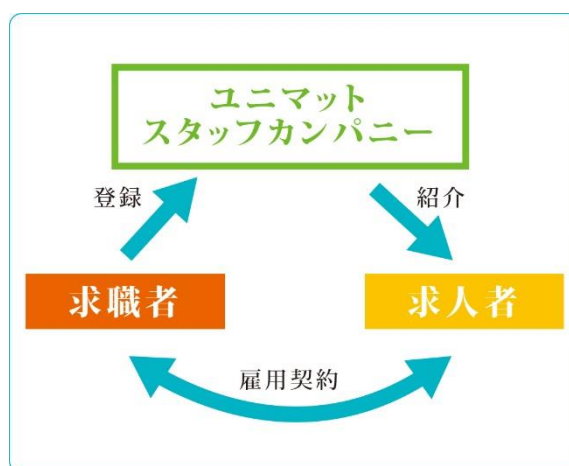 ユニマット
スタッフカンパニー
登録
紹介
求職者
求人者
雇用契約